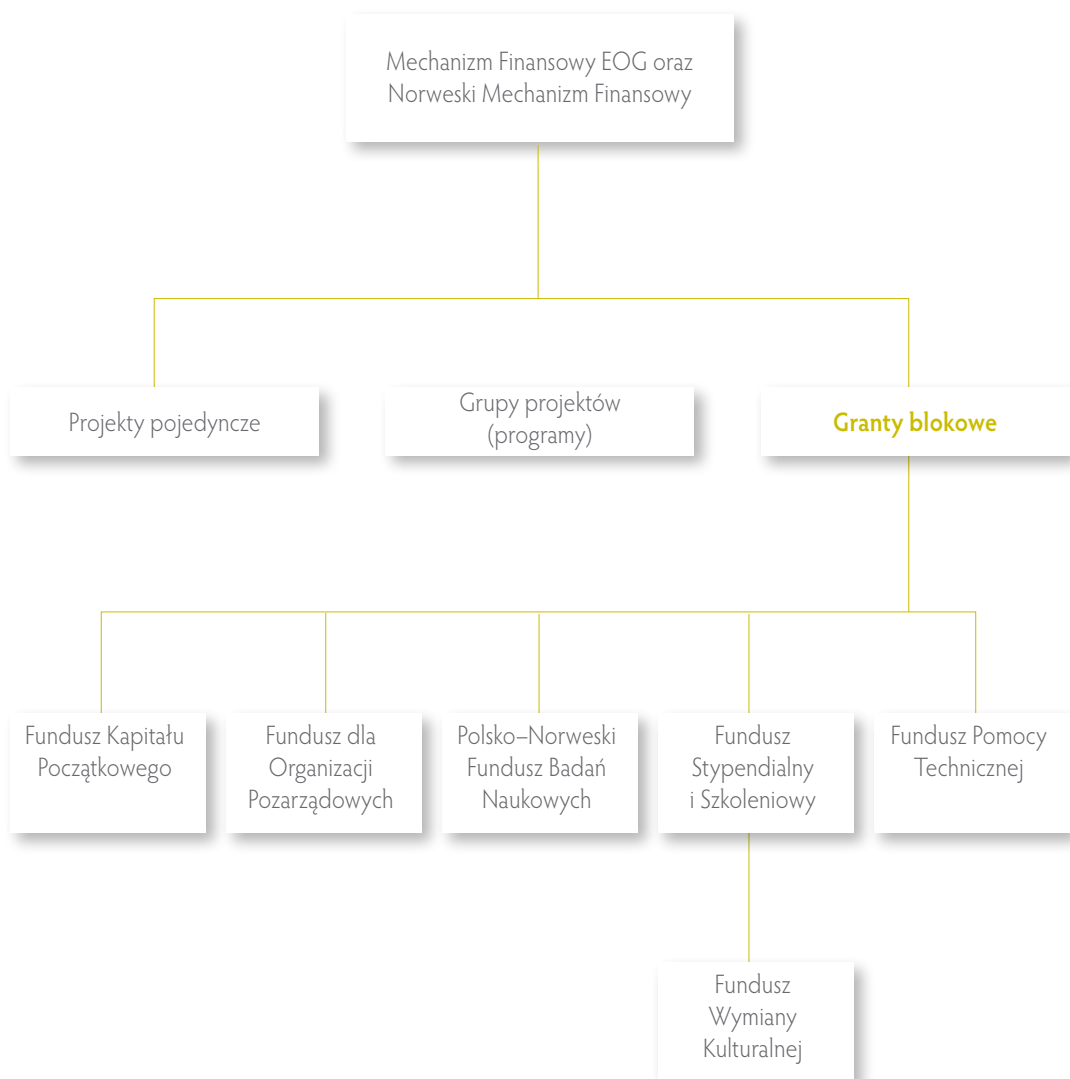 Mechanizm Finansowy EOG oraz
Norweski Mechanizm Finansowy
Projekty pojedyncze
Grupy projektów
(programy)
Granty blokowe
Fundusz Kapitału
Początkowego
Fundusz dla
Organizacji
Pozarządowych
Polsko–Norweski
Fundusz Badań
Naukowych
Fundusz
Stypendialny
i Szkoleniowy
Fundusz Pomocy
Technicznej
Fundusz
Wymiany
Kulturalnej